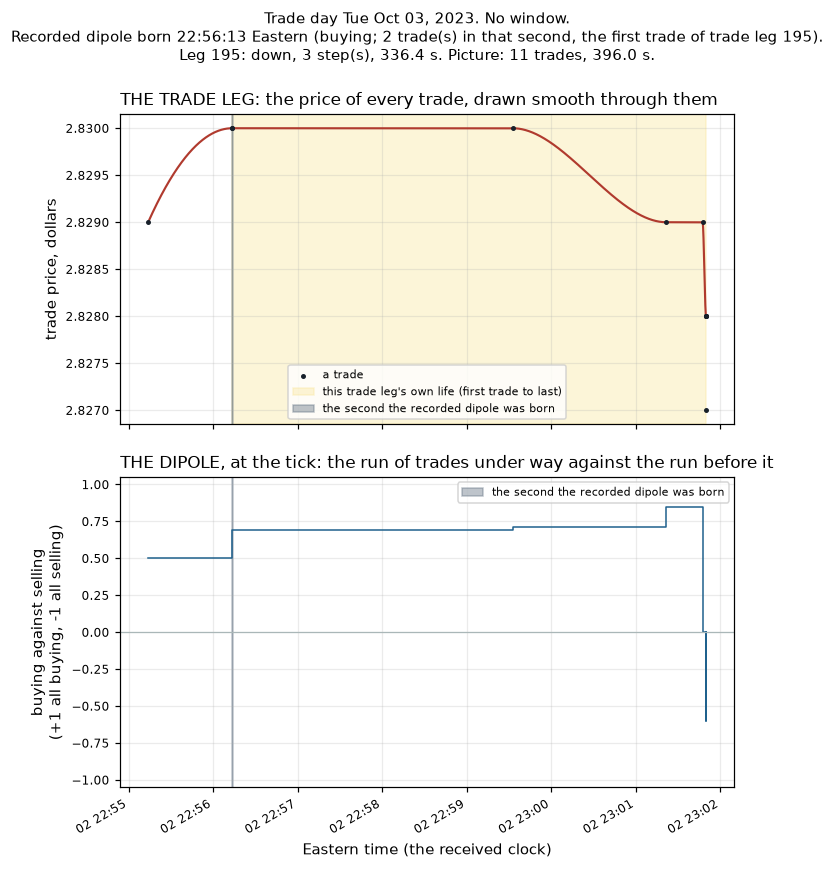 Trade day Tue Oct 03, 2023. No window.
Recorded dipole born 22:56:13 Eastern (buying; 2 trade(s) in that second, the first trade of trade leg 195).
Leg 195: down, 3 step(s), 336.4 s. Picture: 11 trades, 396.0 s.
THE TRADE LEG: the price of every trade, drawn smooth through them
trade price, dollars
2.8300
2.8295
2.8290
2.8285
2.8280
2.8275
2.8270
a trade
this trade leg's own life (first trade to last)
the second the recorded dipole was born
THE DIPOLE, at the tick: the run of trades under way against the run before it
buying against selling
(+1 all buying, -1 all selling)
1.00
0.75
0.50
0.25
0.00
−0.25
−0.50
−0.75
−1.00
the second the recorded dipole was born
02 22:55
02 22:56
02 22:57
02 22:58
02 22:59
02 23:00
02 23:01
02 23:02
Eastern time (the received clock)